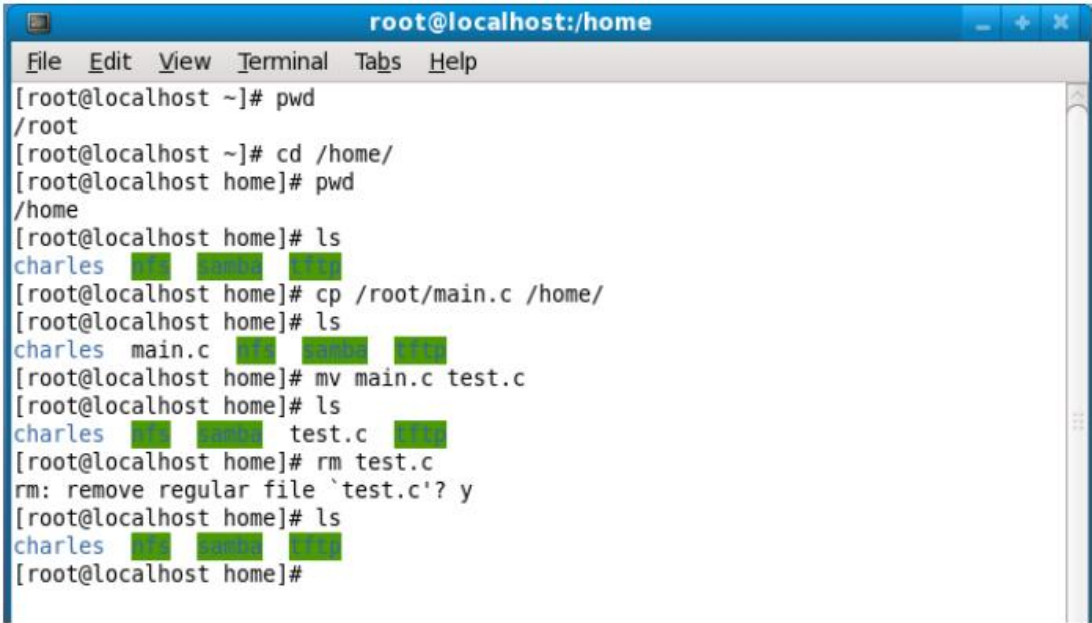 root@localhost:/home
File Edit View Terminal Tabs Help
[root@localhost ~]# pwd
/root
[root@localhost ~]# cd /home/
[root@localhost home]# pwd
/home
[root@localhost home]# ls
charles nfs samba tftp
[root@localhost home]# cp /root/main.c /home/
[root@localhost home]# ls
charles main.c nfs samba tftp
[root@localhost home]# mv main.c test.c
[root@localhost home]# ls
charles nfs samba test.c tftp
[root@localhost home]# rm test.c
rm: remove regular file `test.c'? y
[root@localhost home]# ls
charles nfs samba tftp
[root@localhost home]#